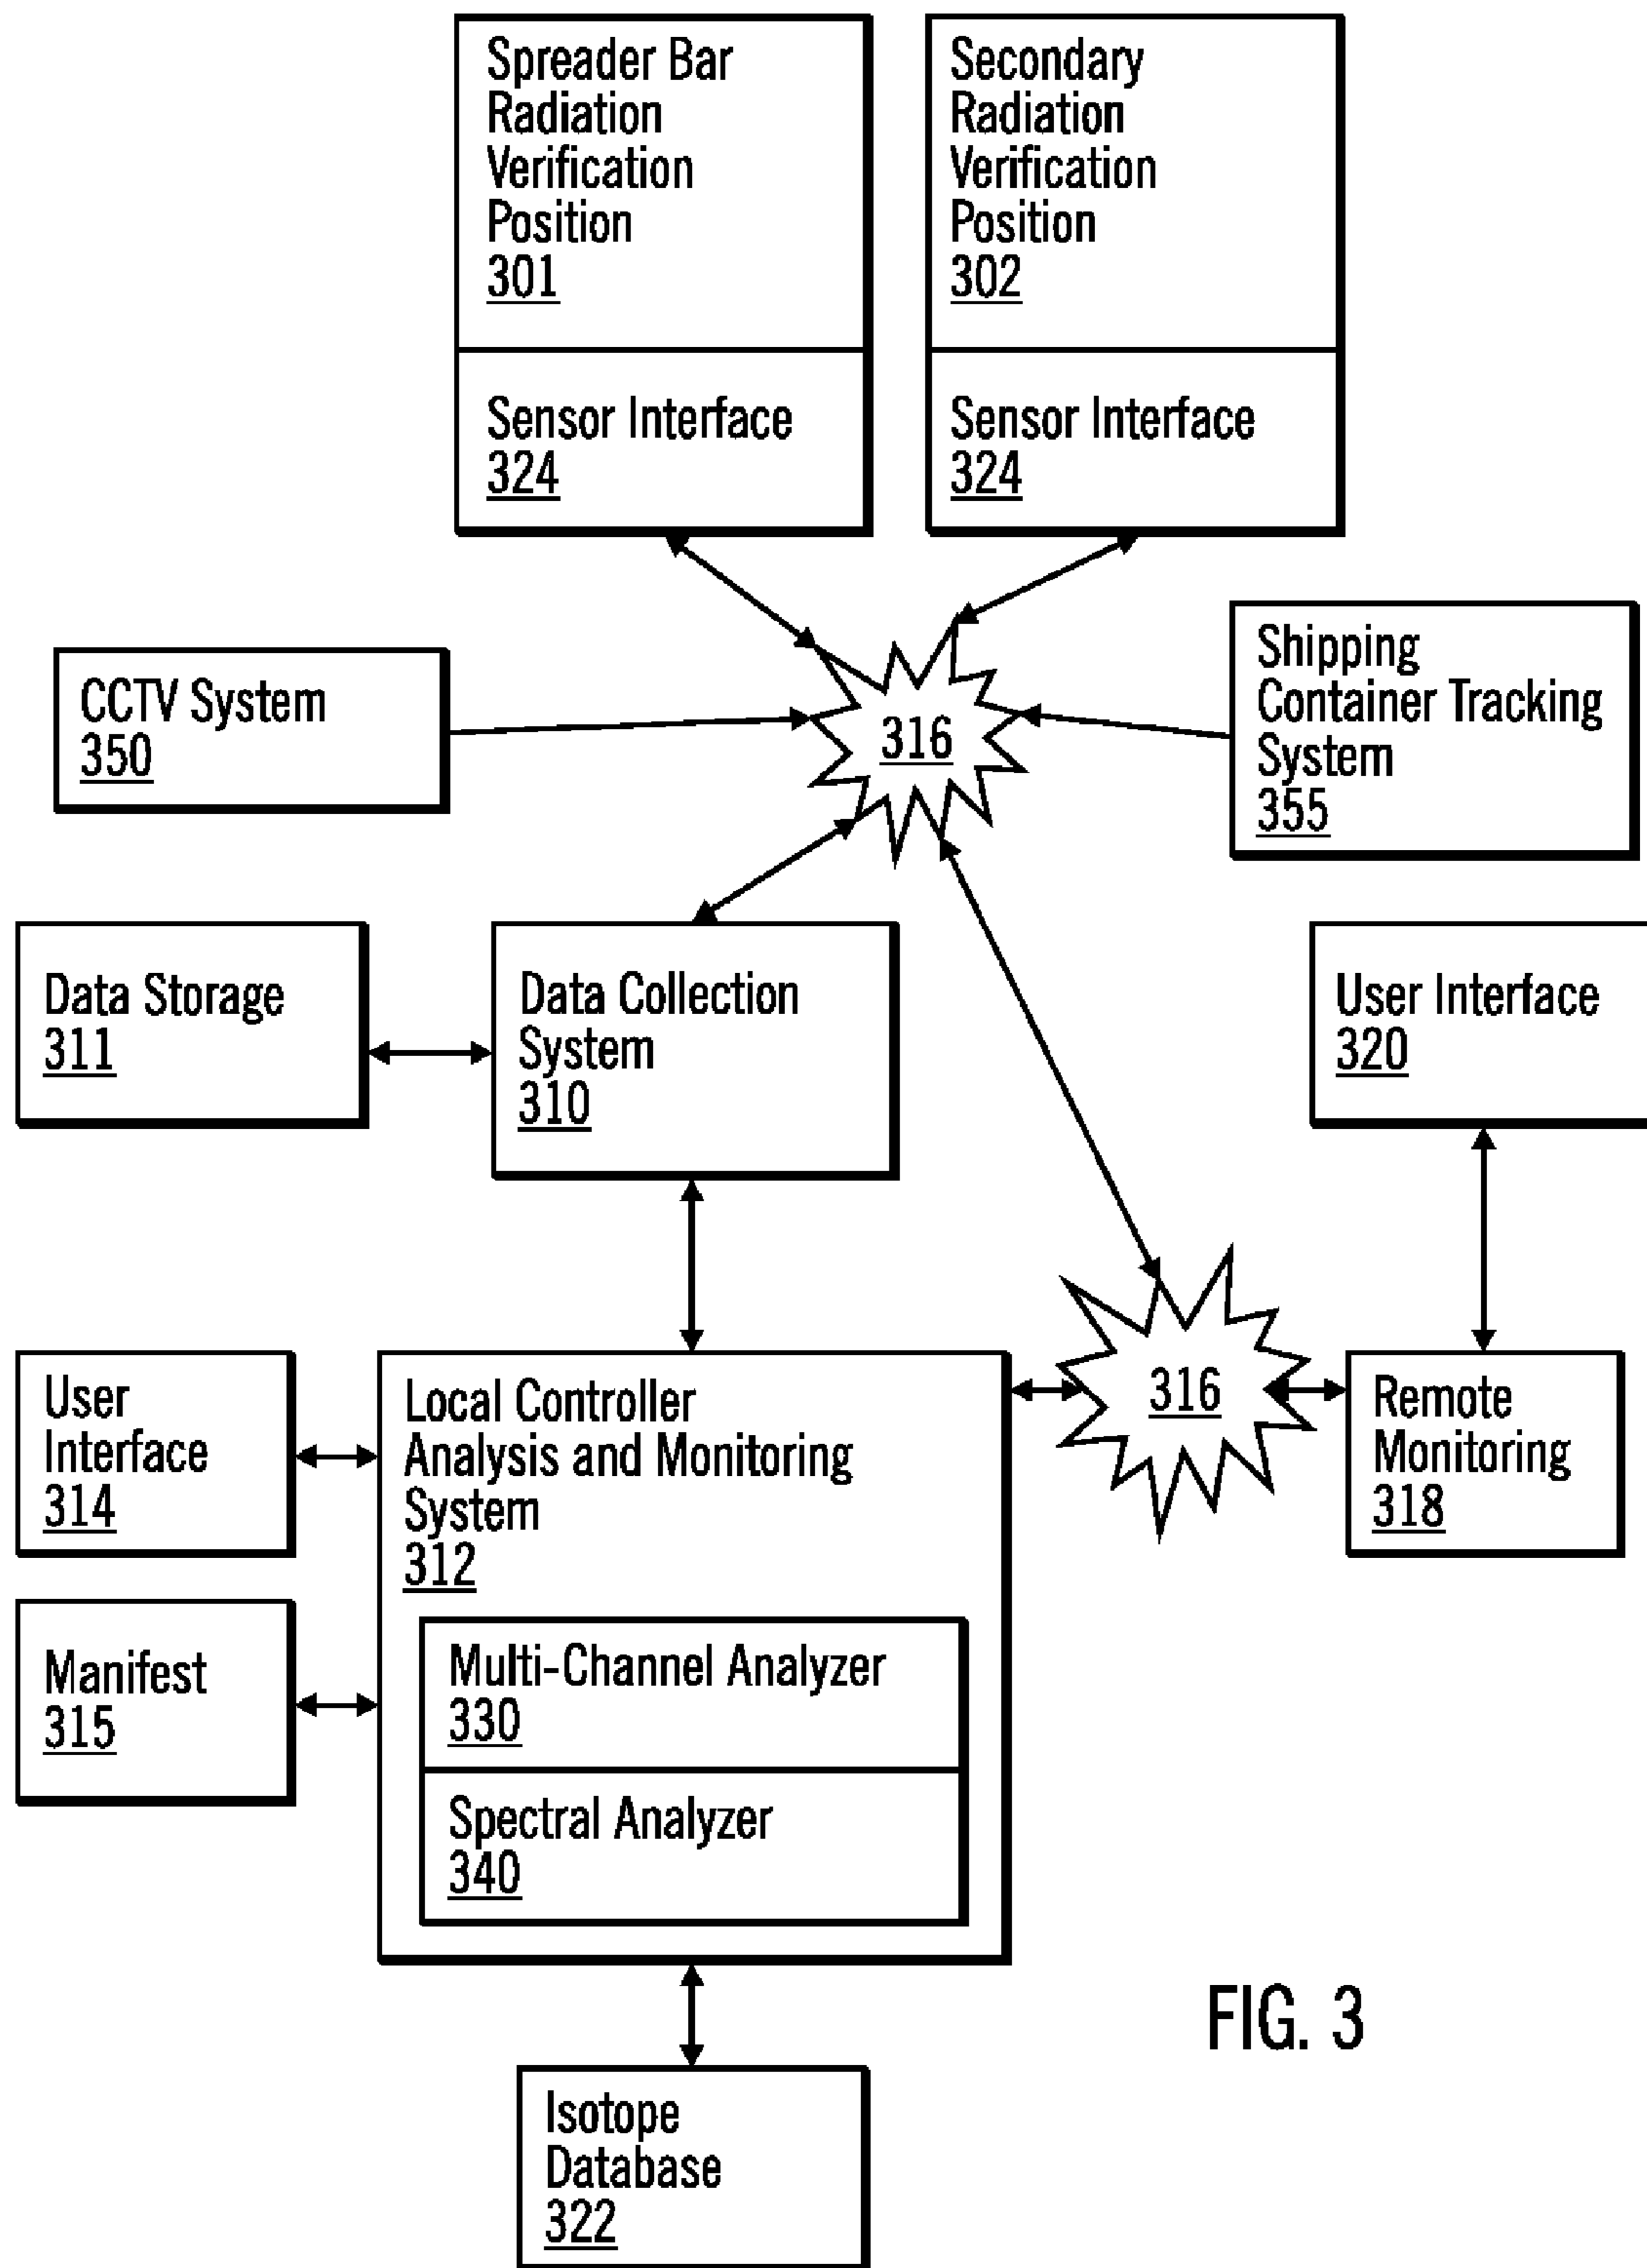 Spreader Bar
Radiation
Verification
Position
301
Sensor Interface
324
Secondary
Radiation
Verification
Position
302
Sensor Interface
324
CCTV System
350
316
Shipping
Container Tracking
System
355
Data Storage
311
Data Collection
System
310
User Interface
320
User
Interface
314
Local Controller
Analysis and Monitoring
System
312
316
Remote
Monitoring
318
Manifest
315
Multi-Channel Analyzer
330
Spectral Analyzer
340
Isotope
Database
322
FIG. 3